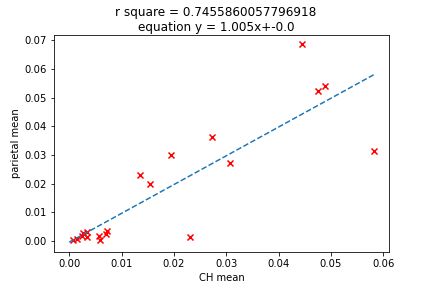 r square = 0.7455860057796918
equation y = 1.005x+-0.0
0.07
0.06
0.05
0.04
0.03
0.02
0.01
0.00
parietal mean
0.00 0.01 0.02 0.03 0.04 0.05 0.06
CH mean